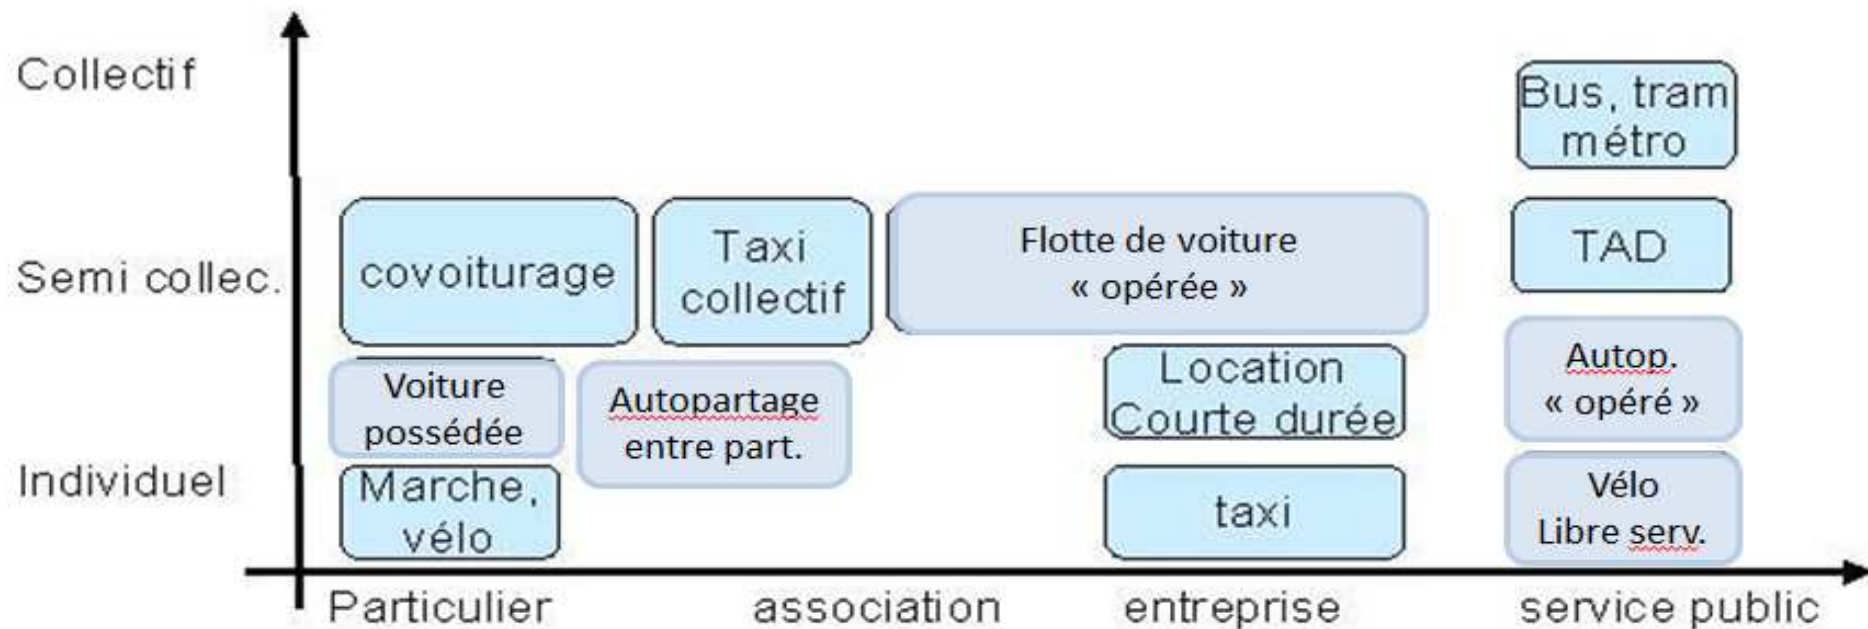 Collectif
Bus, tram
métro
Semi collec.
covoiturage
Taxi
collectif
Flotte de voiture
« opérée »
TAD
Voiture
possédée
Autopartage
entre part.
Location
Courte durée
Autop.
« opéré »
Individuel
Marche,
vélo
taxi
Vélo
Libre serv.
Particulier
association
entreprise
service public